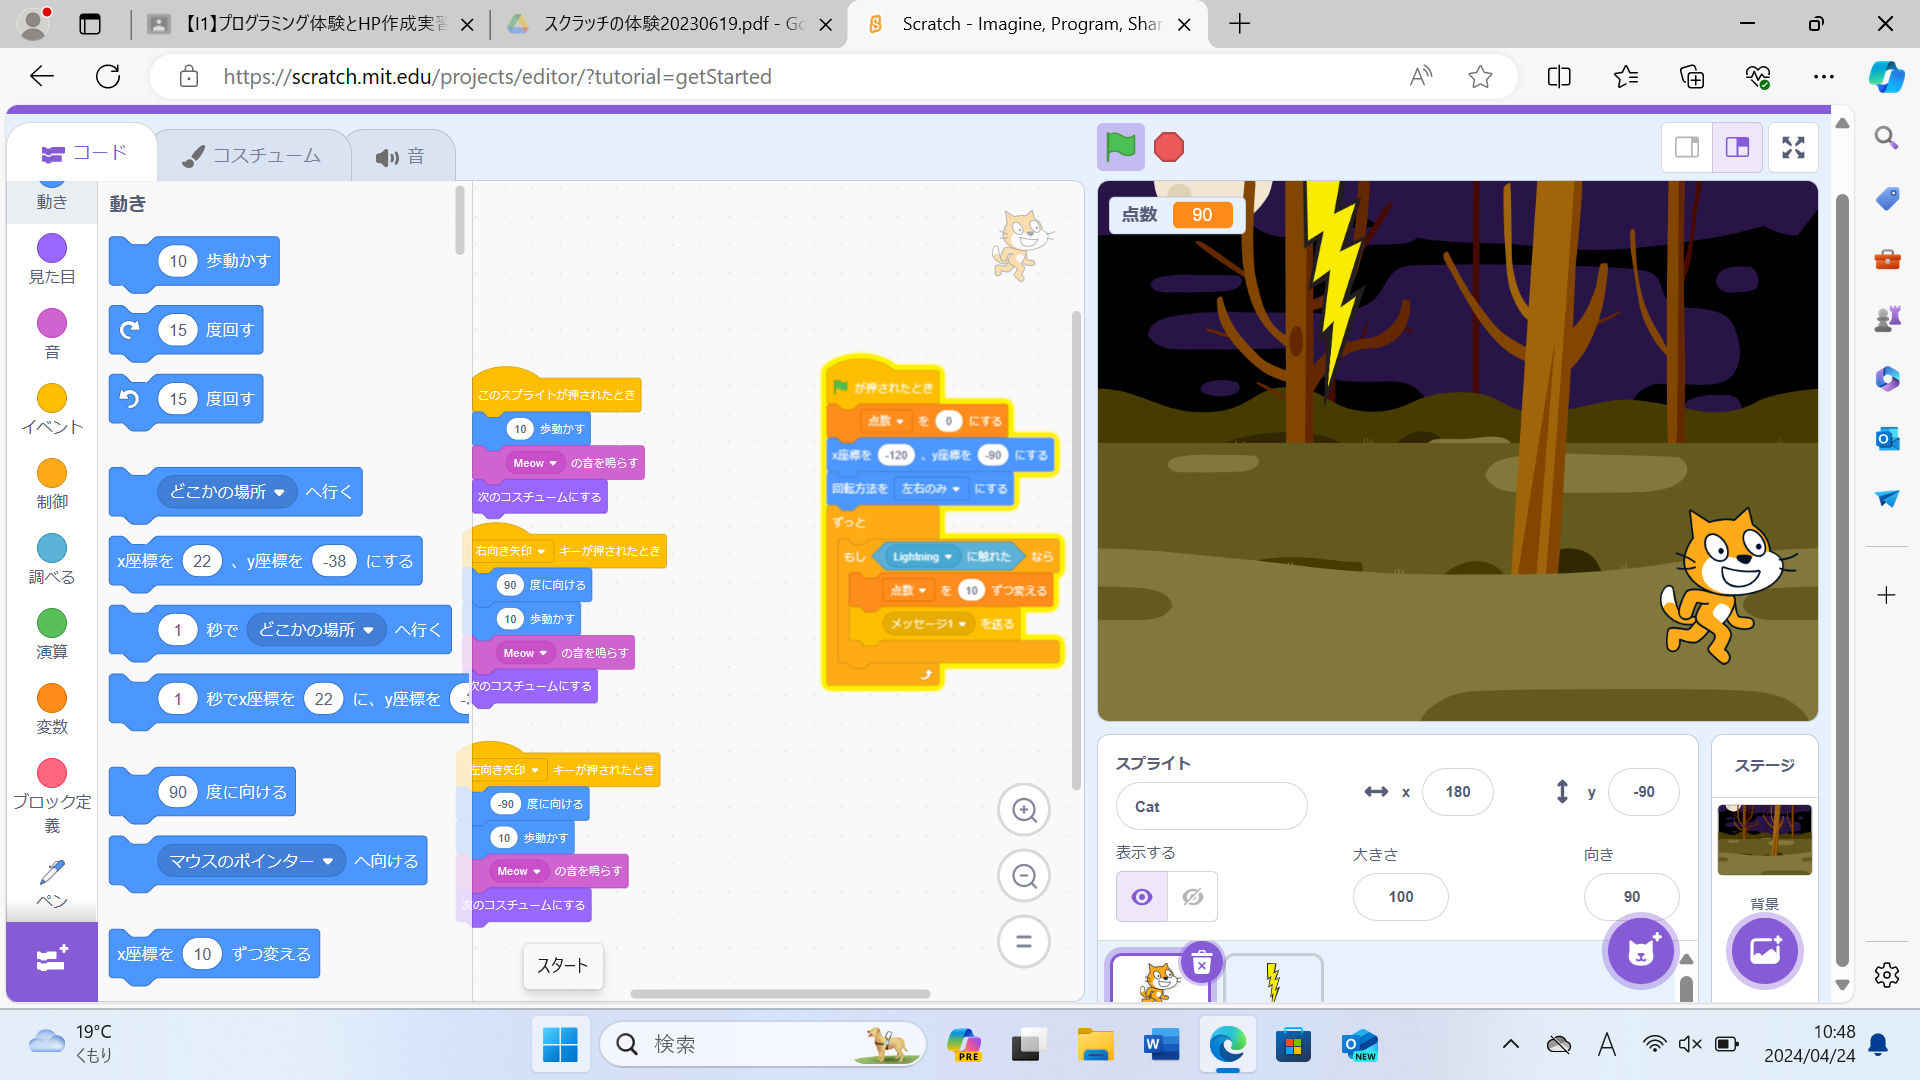 【I1】プログラミング体験とHP作成実習
スクラッチの体験20230619.pdf - Go
Scratch - Imagine, Program, Shar
https://scratch.mit.edu/projects/editor/?tutorial=getStarted
コード
コスチューム
音
動き
見た目
音
イベント
制御
調べる
演算
変数
ブロック定
義
ペン
動き
10 歩動かす
15 度回す
15 度回す
どこかの場所 へ行く
x座標を 22 、y座標を -38 にする
1 秒で どこかの場所 へ行く
1 秒でx座標を 22 に、y座標を
90 度に向ける
マウスのポインター へ向ける
x座標を 10 ずつ変える
このスプライトが押されたとき
10 歩動かす
Meow の音を鳴らす
次のコスチュームにする
右向き矢印 キーが押されたとき
90 度に向ける
10 歩動かす
Meow の音を鳴らす
次のコスチュームにする
左向き矢印 キーが押されたとき
-90 度に向ける
10 歩動かす
Meow の音を鳴らす
次のコスチュームにする
スタート
が押されたとき
点数 を 0 にする
x座標を -120 、y座標を -90 にする
回転方法を 左右のみ にする
ずっと
もし Lightning に触れた なら
点数 を 10 ずつ変える
メッセージ1 を送る
点数 90
スプライト
Cat
x 180
y -90
表示する
大きさ
100
向き
90
ステージ
背景
19°C
くもり
検索
PRE
W
NEW
A
10:48
2024/04/24